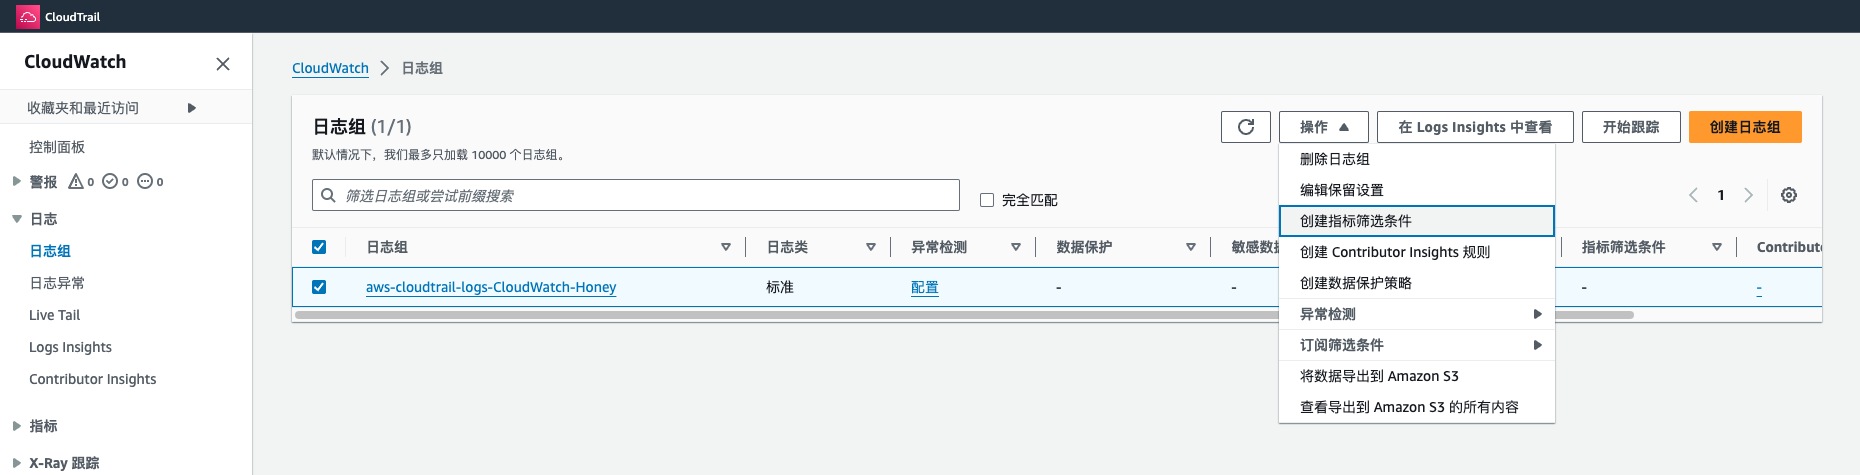 CloudTrail
CloudWatch
收藏夹和最近访问
控制面板
警报 0 0 0
日志
日志组
日志异常
Live Tail
Logs Insights
Contributor Insights
指标
X-Ray 跟踪
CloudWatch 日志组
日志组 (1/1)
默认情况下，我们最多只加载 10000 个日志组。
操作
在 Logs Insights 中查看
开始跟踪
创建日志组
筛选日志组或尝试前缀搜索
完全匹配
1
删除日志组
编辑保留设置
创建指标筛选条件
创建 Contributor Insights 规则
创建数据保护策略
异常检测
订阅筛选条件
将数据导出到 Amazon S3
查看导出到 Amazon S3 的所有内容
日志组 日志类 异常检测 数据保护 敏感数 指标筛选条件
aws-cloudtrail-logs-CloudWatch-Honey 标准 配置 - - - -